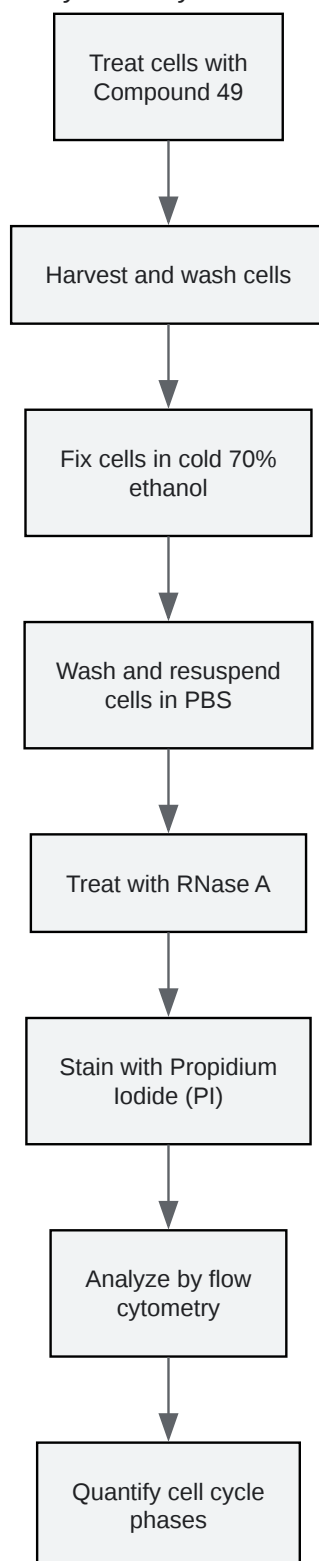 Treat cells with
Compound 49
Harvest and wash cells
Fix cells in cold 70%
ethanol
Wash and resuspend
cells in PBS
Treat with RNase A
Stain with Propidium
Iodide (PI)
Analyze by flow
cytometry
Quantify cell cycle
phases